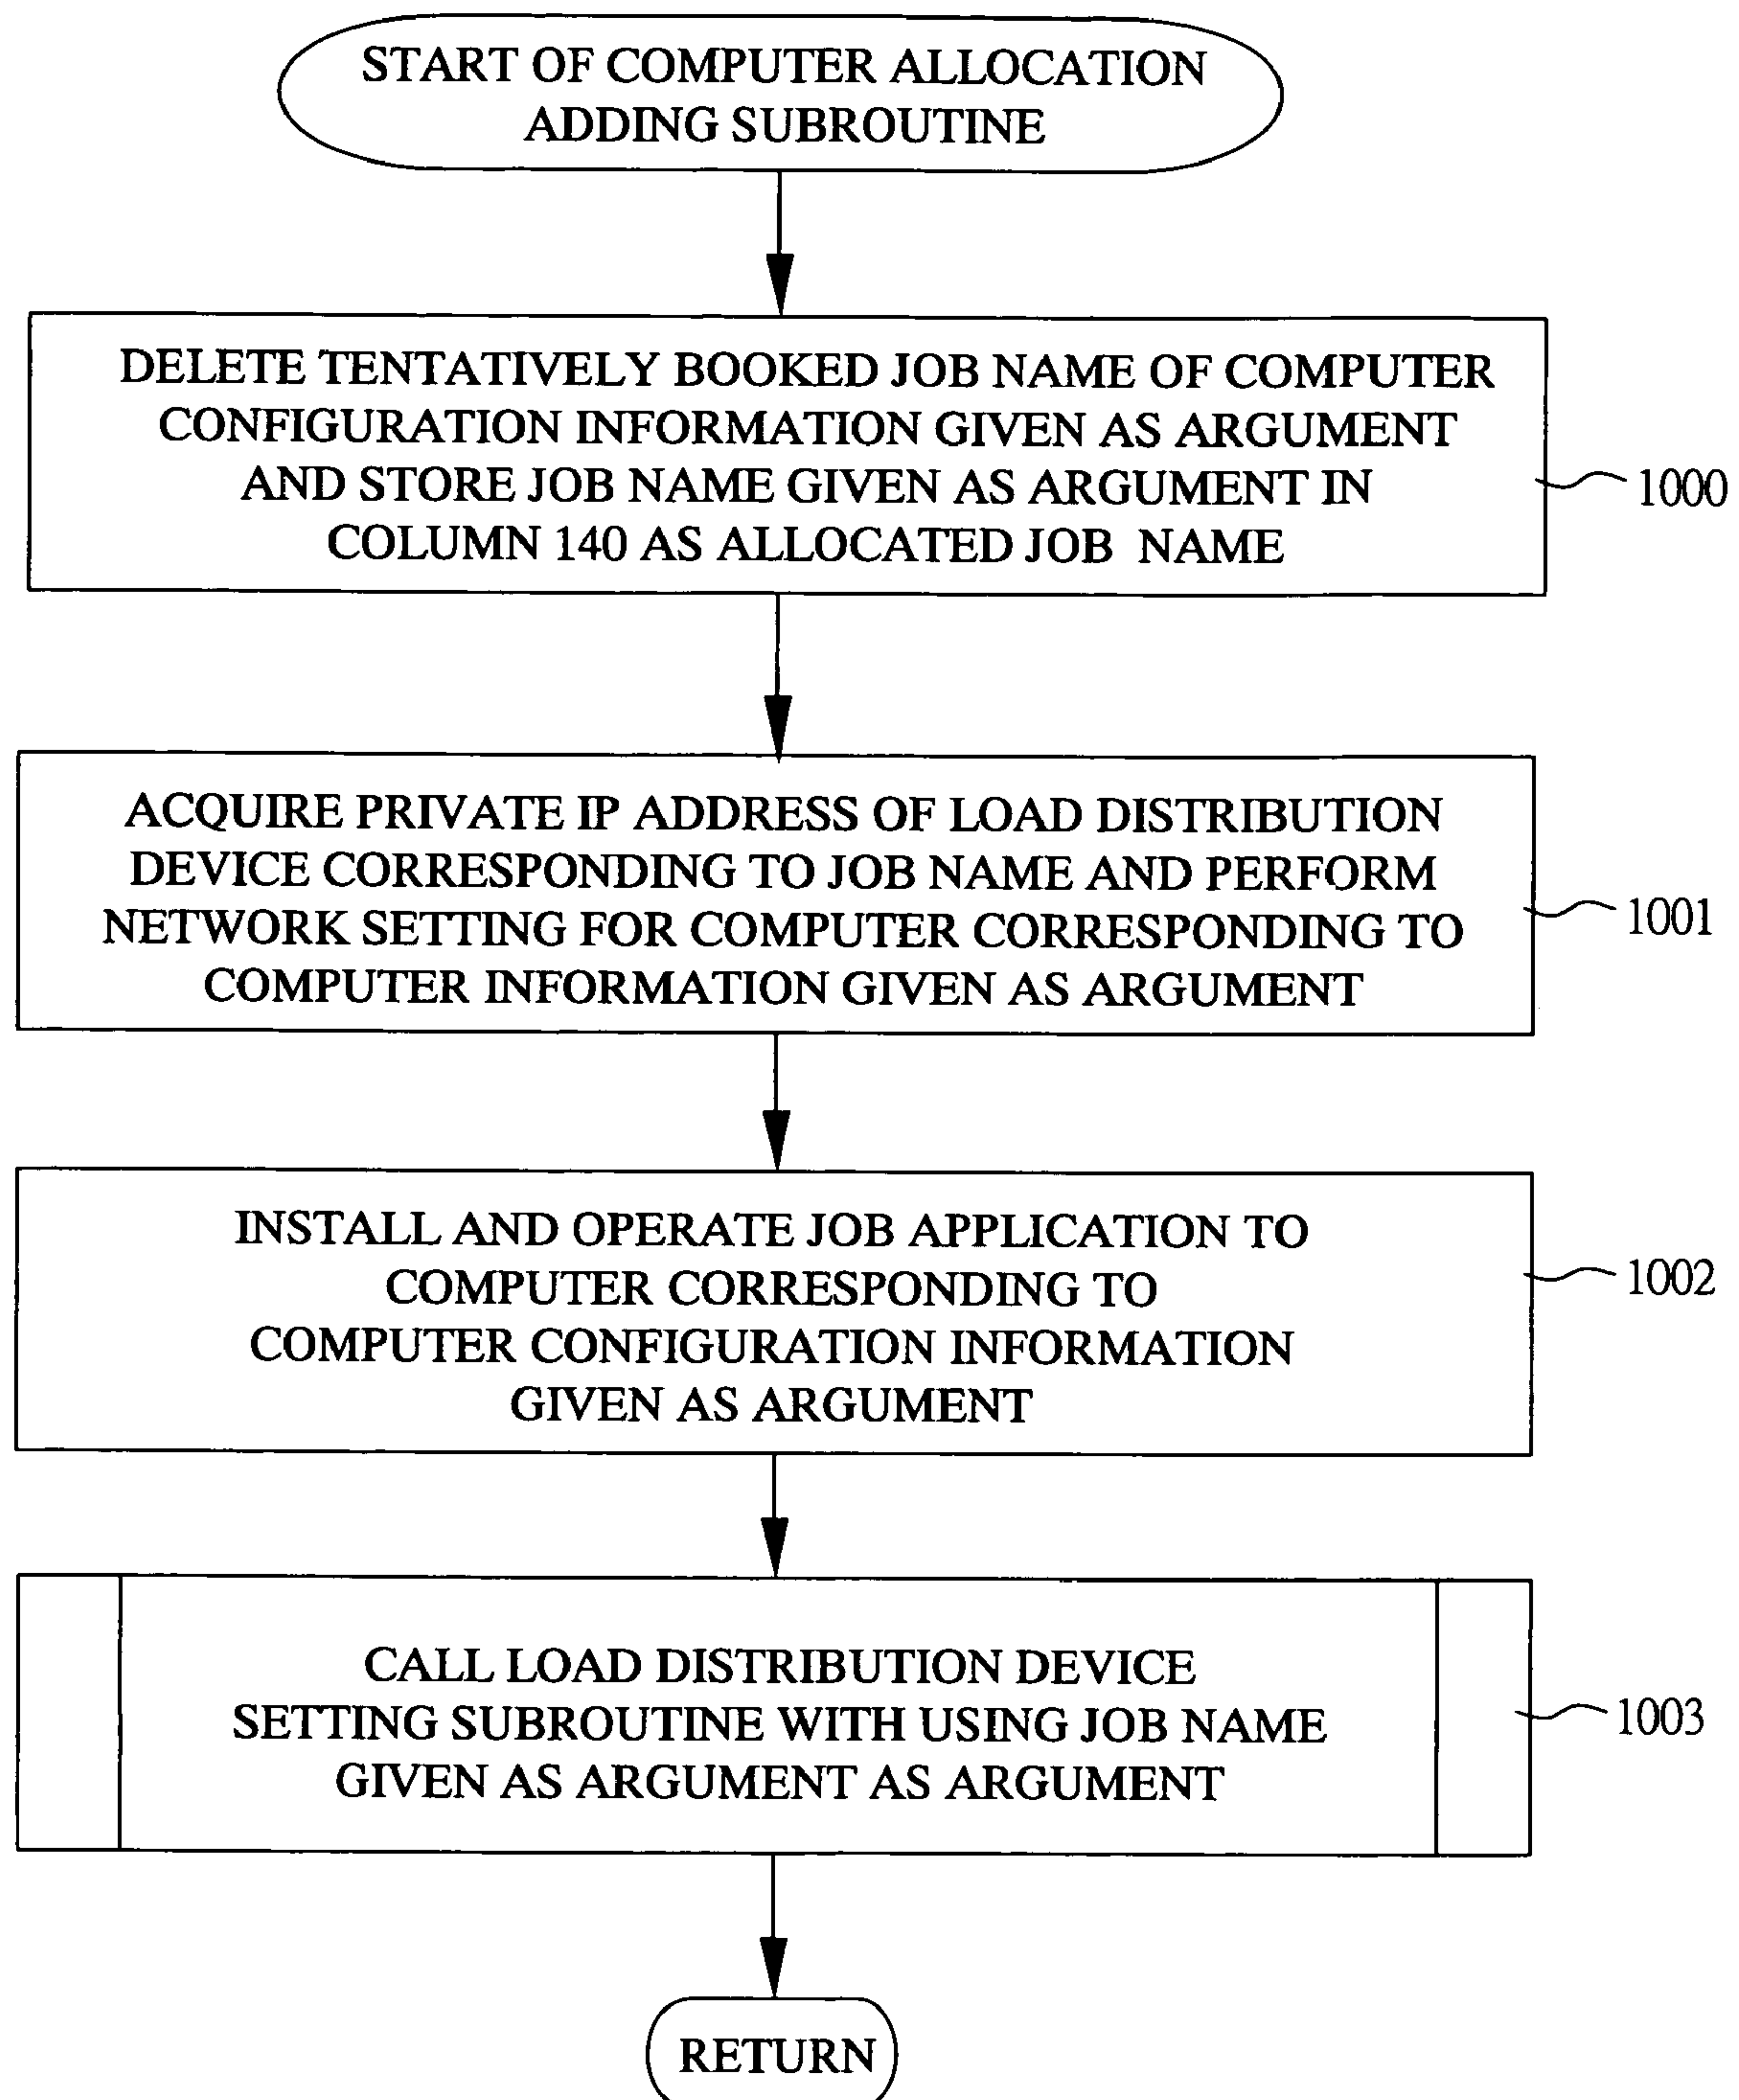 START OF COMPUTER ALLOCATION
ADDING SUBROUTINE
DELETE TENTATIVELY BOOKED JOB NAME OF COMPUTER
CONFIGURATION INFORMATION GIVEN AS ARGUMENT
AND STORE JOB NAME GIVEN AS ARGUMENT IN
COLUMN 140 AS ALLOCATED JOB NAME
1000
ACQUIRE PRIVATE IP ADDRESS OF LOAD DISTRIBUTION
DEVICE CORRESPONDING TO JOB NAME AND PERFORM
NETWORK SETTING FOR COMPUTER CORRESPONDING TO
COMPUTER INFORMATION GIVEN AS ARGUMENT
1001
INSTALL AND OPERATE JOB APPLICATION TO
COMPUTER CORRESPONDING TO
COMPUTER CONFIGURATION INFORMATION
GIVEN AS ARGUMENT
1002
CALL LOAD DISTRIBUTION DEVICE
SETTING SUBROUTINE WITH USING JOB NAME
GIVEN AS ARGUMENT AS ARGUMENT
1003
RETURN